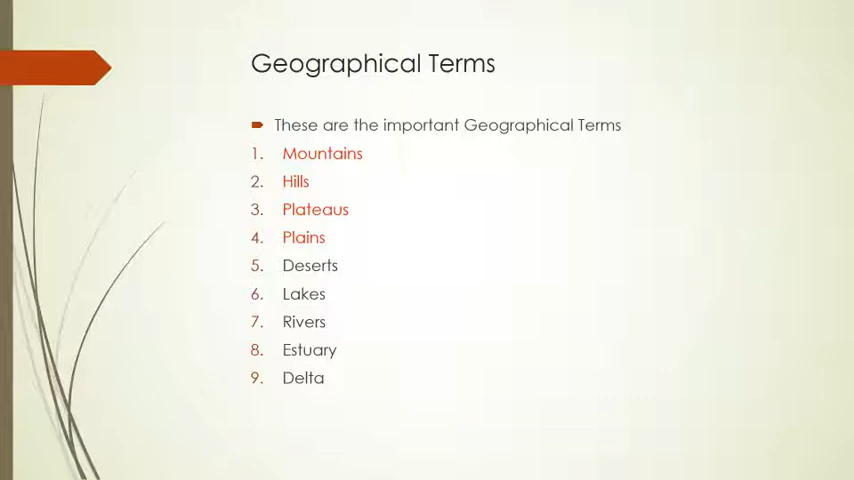 Geographical Terms
These are the important Geographical Terms
1. Mountains
2. Hills
3. Plateaus
4. Plains
5. Deserts
6. Lakes
7. Rivers
8. Estuary
9. Delta